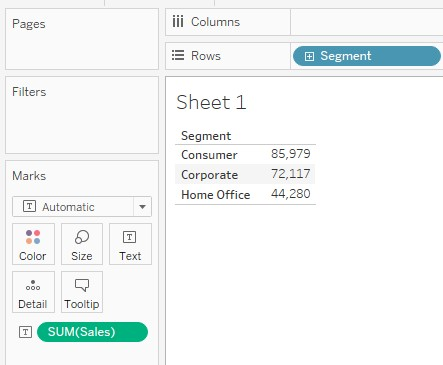 Pages
Columns
Rows
Segment
Filters
Sheet 1
Segment
Consumer 85,979
Corporate 72,117
Home Office 44,280
Marks
Automatic
Color Size Text
Detail Tooltip
SUM(Sales)